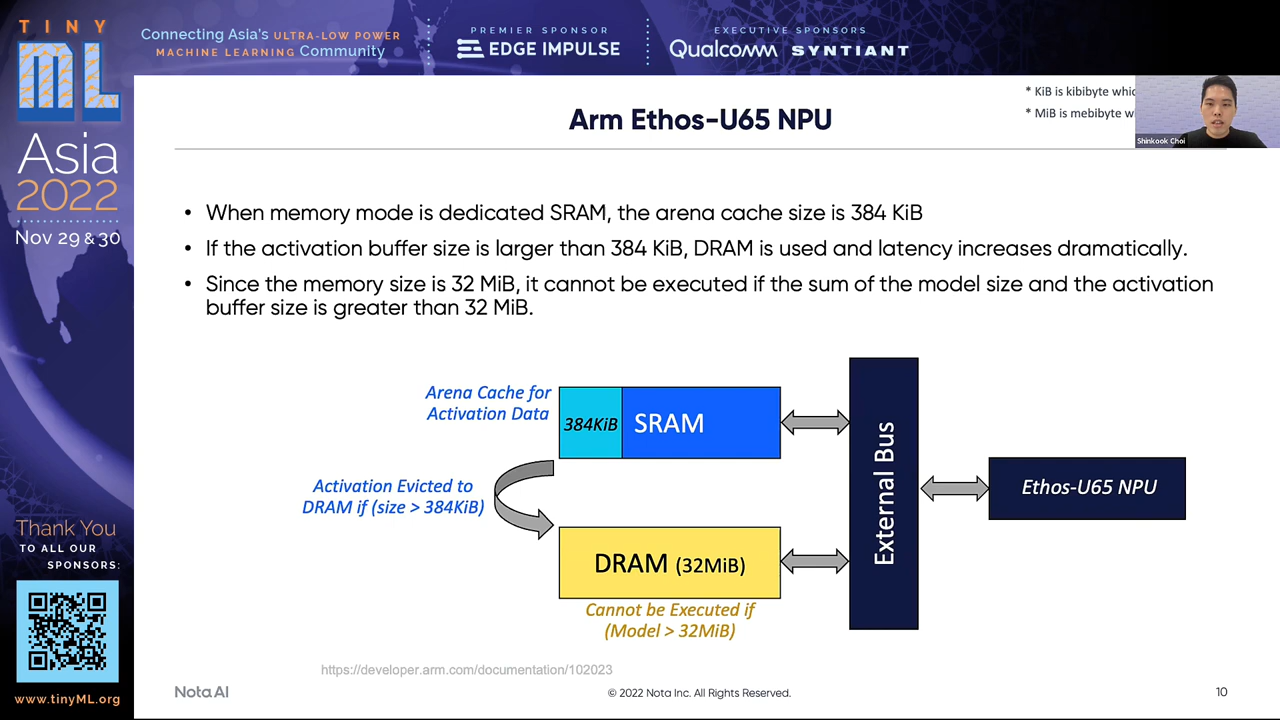 TINY
ML
Asia
2022
Nov 29 & 30
Connecting Asia's ULTRA-LOW POWER
MACHINE LEARNING Community
PREMIER SPONSOR
EDGE IMPULSE
EXECUTIVE SPONSORS
Qualcomm SYNTIANT
* KiB is kibibyte
* MiB is mebibyte
Shinkook Choi
Arm Ethos-U65 NPU
• When memory mode is dedicated SRAM, the arena cache size is 384 KiB
• If the activation buffer size is larger than 384 KiB, DRAM is used and latency increases dramatically.
• Since the memory size is 32 MiB, it cannot be executed if the sum of the model size and the activation
buffer size is greater than 32 MiB.
Arena Cache for
Activation Data
384KiB
SRAM
Activation Evicted to
DRAM if (size > 384KiB)
DRAM (32MiB)
Cannot be Executed if
(Model > 32MiB)
External Bus
Ethos-U65 NPU
https://developer.arm.com/documentation/102023
Nota AI
© 2022 Nota Inc. All Rights Reserved.
10
Thank You
TO ALL OUR
SPONSORS:
www.tinyML.org